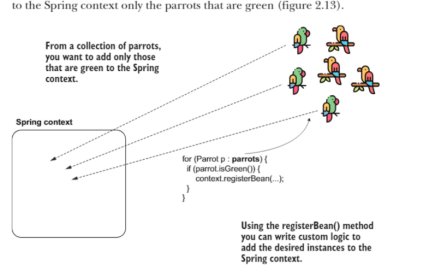 to the Spring context only the parrots that are green (figure 2.13).
From a collection of parrots,
you want to add only those
that are green to the Spring
context.
Spring context
for (Parrot p : parrots) {
if (parrot.isGreen()) {
context.registerBean(...);
}
}
Using the registerBean() method
you can write custom logic to
add the desired instances to the
Spring context.